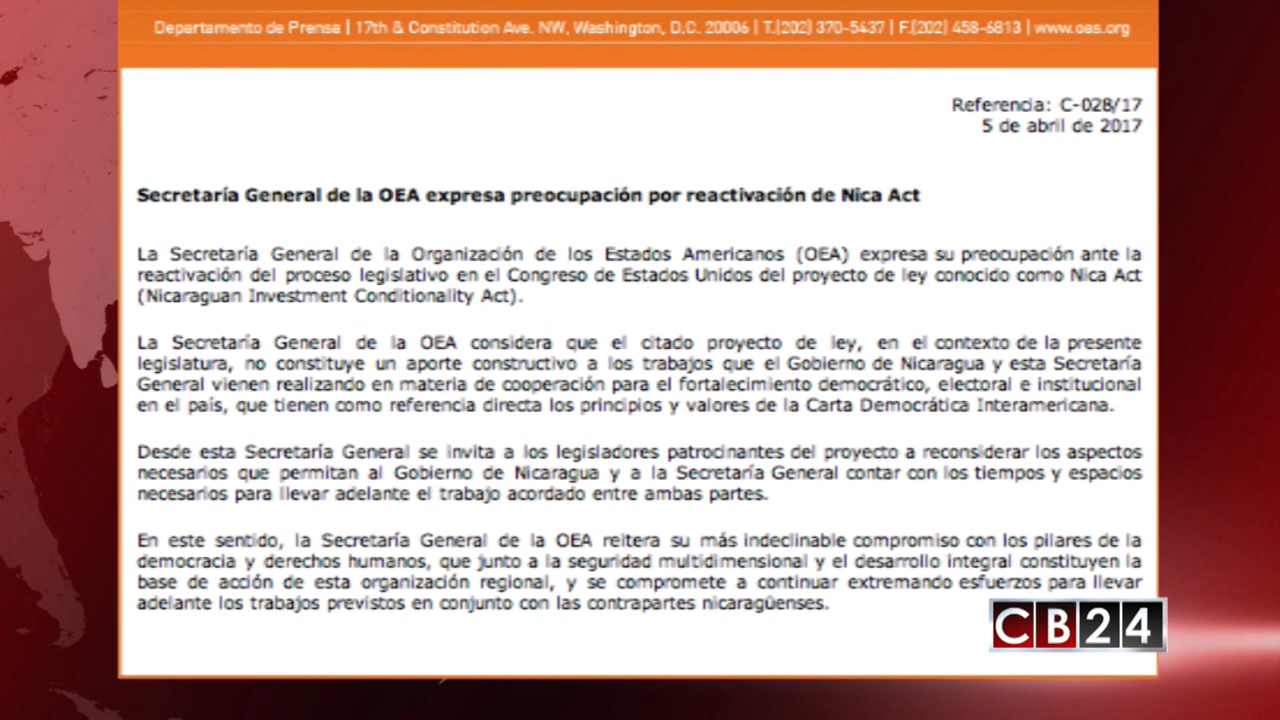 Departamento de Prensa | 17th & Constitution Ave. NW, Washington, D.C. 20006 | T.(202) 370-5437 | F.(202) 458-6813 | www.oas.org
Referencia: C-028/17
5 de abril de 2017
Secretaría General de la OEA expresa preocupación por reactivación de Nica Act
La Secretaría General de la Organización de los Estados Americanos (OEA) expresa su preocupación ante la
reactivación del proceso legislativo en el Congreso de Estados Unidos del proyecto de ley conocido como Nica Act
(Nicaraguan Investment Conditionality Act).
La Secretaría General de la OEA considera que el citado proyecto de ley, en el contexto de la presente
legislatura, no constituye un aporte constructivo a los trabajos que el Gobierno de Nicaragua y esta Secretaría
General vienen realizando en materia de cooperación para el fortalecimiento democrático, electoral e institucional
en el país, que tienen como referencia directa los principios y valores de la Carta Democrática Interamericana.
Desde esta Secretaría General se invita a los legisladores patrocinantes del proyecto a reconsiderar los aspectos
necesarios que permitan al Gobierno de Nicaragua y a la Secretaría General contar con los tiempos y espacios
necesarios para llevar adelante el trabajo acordado entre ambas partes.
En este sentido, la Secretaría General de la OEA reitera su más indeclinable compromiso con los pilares de la
democracia y derechos humanos, que junto a la seguridad multidimensional y el desarrollo integral constituyen la
base de acción de esta organización regional, y se compromete a continuar extremando esfuerzos para llevar
adelante los trabajos previstos en conjunto con las contrapartes nicaragüenses.
CB24